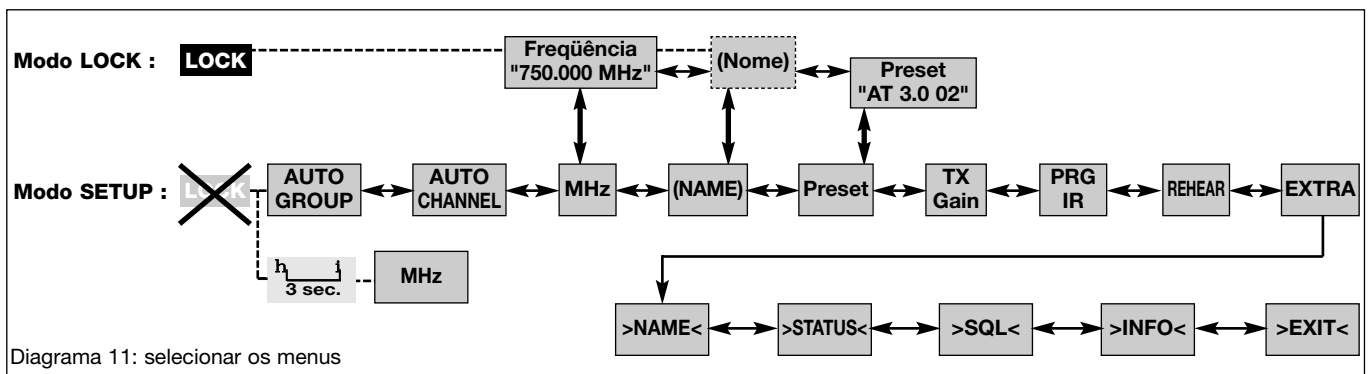 Modo LOCK : LOCK
Freqüência
"750.000 MHz"
(Nome)
Preset
"AT 3.0 02"
Modo SETUP : LOCK
AUTO
GROUP
AUTO
CHANNEL
MHz
(NAME)
Preset
TX
Gain
PRG
IR
REHEAR
EXTRA
h i
3 sec.
MHz
>NAME<
>STATUS<
>SQL<
>INFO<
>EXIT<
Diagrama 11: selecionar os menus